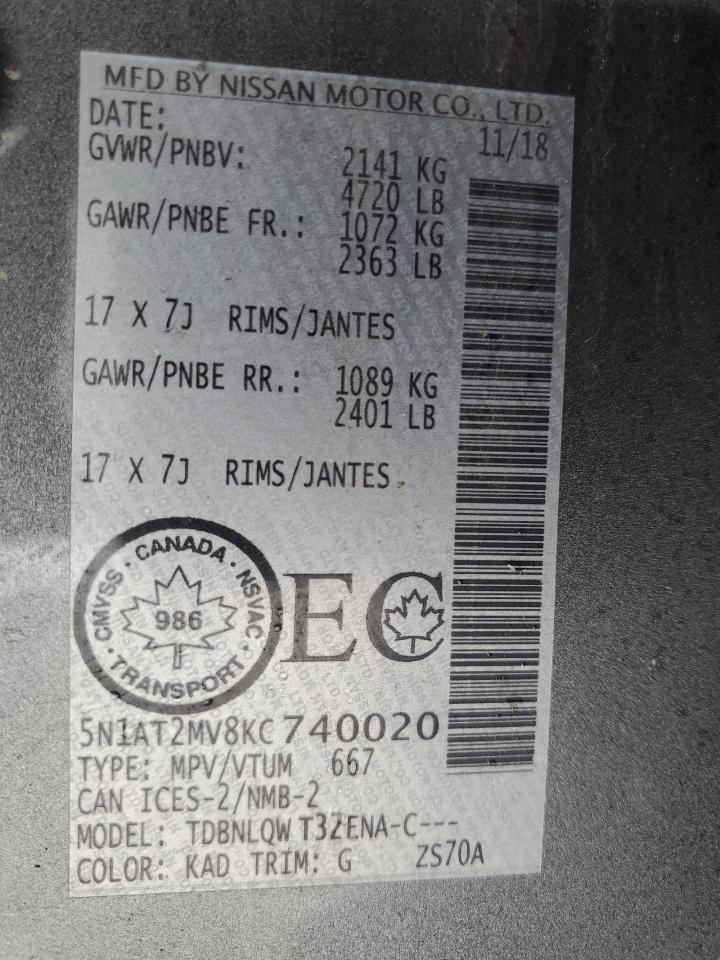 MFD BY NISSAN MOTOR CO., LTD.
DATE: 11/18
GVWR/PNBV: 2141 KG
4720 LB
GAWR/PNBE FR.: 1072 KG
2363 LB
17 X 7J RIMS/JANTES
GAWR/PNBE RR.: 1089 KG
2401 LB
17 X 7J RIMS/JANTES
CMVSS · CANADA · NSVAC · TRANSPORT ·
986
EC
5N1AT2MV8KC740020
TYPE: MPV/VTUM 667
CAN ICES-2/NMB-2
MODEL: TDBNLQW T32ENA-C---
COLOR: KAD TRIM: G ZS70A